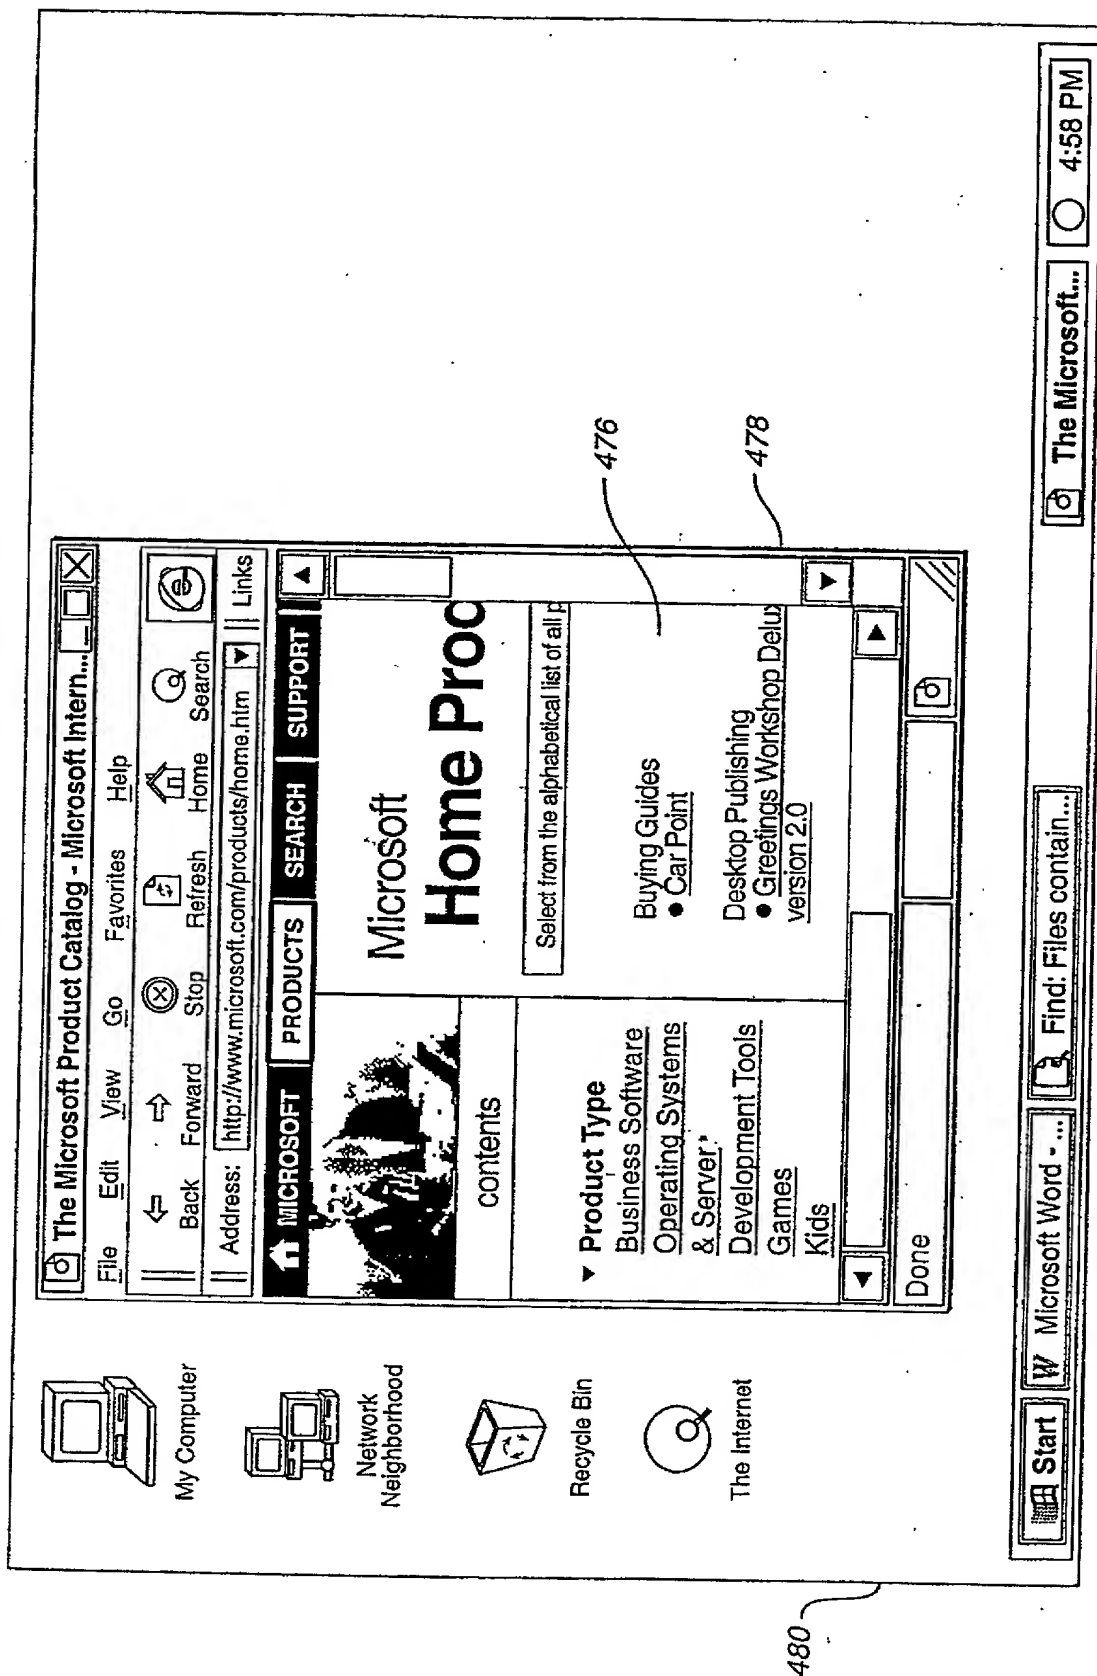 My Computer
Network
Neighborhood
Recycle Bin
The Internet
The Microsoft Product Catalog - Microsoft Intern...
File Edit View Go Favorites Help
Back Forward Stop Refresh Home Search
Address: http://www.microsoft.com/products/home.htm Links
MICROSOFT PRODUCTS SEARCH SUPPORT
contents
Product Type
Business Software
Operating Systems
& Server*
Development Tools
Games
Kids
Microsoft
Home Proc
Select from the alphabetical list of all p
Buying Guides
• Car Point
Desktop Publishing
• Greetings Workshop Delux
version 2.0
Done
476
478
480
Start W Microsoft Word - ... Find: Files contain... The Microsoft... 4:58 PM